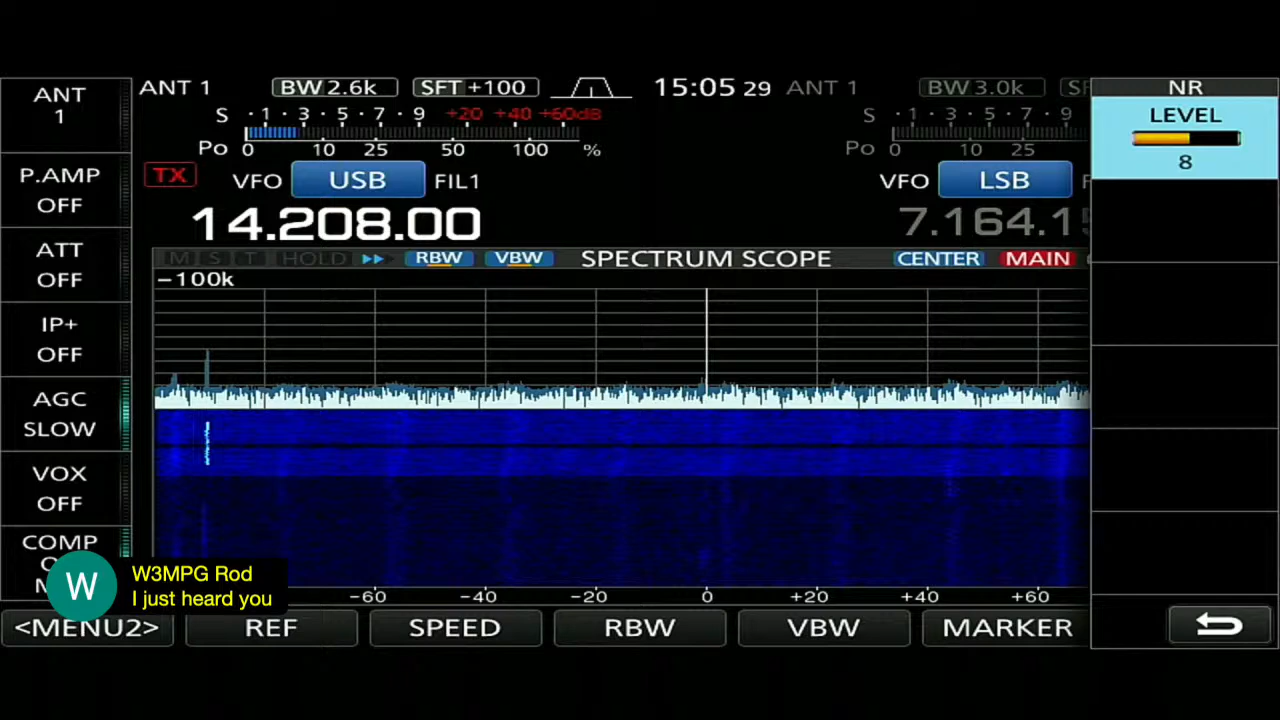 ANT
1
P.AMP
OFF
ATT
OFF
IP+
OFF
AGC
SLOW
VOX
OFF
COMP
ANT 1 BW 2.6k SFT +100 15:05 29 ANT 1 BW 3.0k
S 1 3 5 7 9 +20 +40 +60dB S 1 3 5 7 9
Po 0 10 25 50 100 % Po 0 10 25
TX VFO USB FIL1 VFO LSB
14.208.00 7.164.1
M S T HOLD RBW VBW SPECTRUM SCOPE CENTER MAIN
-100k
-60 -40 -20 0 +20 +40 +60
NR
LEVEL
8
W
W3MPG Rod
I just heard you
<MENU2> REF SPEED RBW VBW MARKER